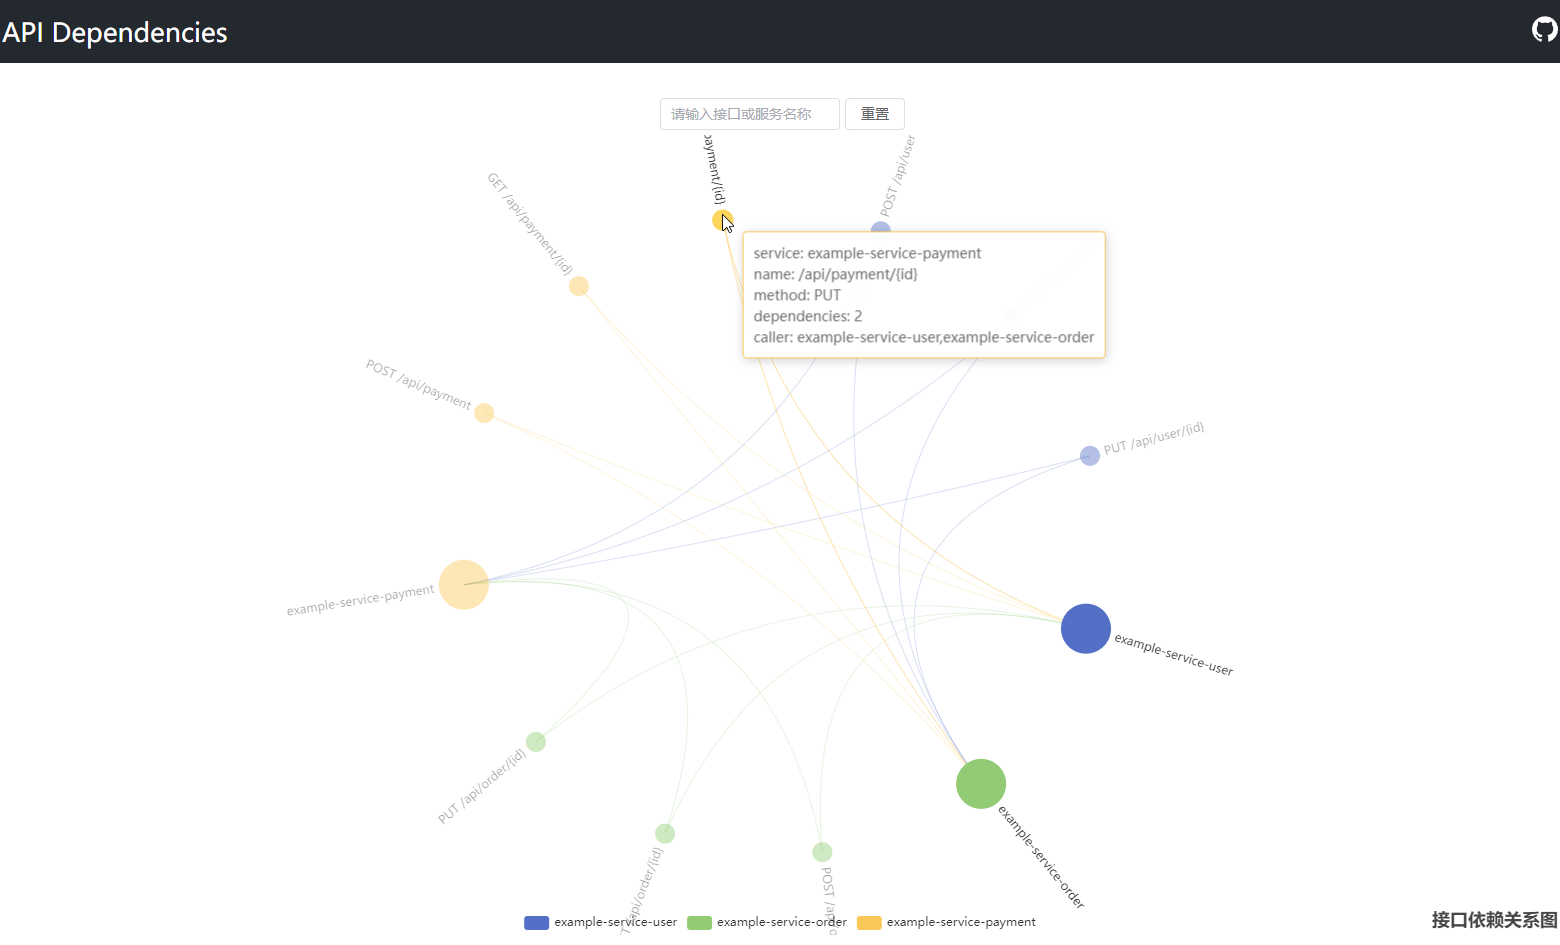 API Dependencies
请输入接口或服务名称
重置
payment/{id}
POST /api/user
GET /api/payment/{id}
service: example-service-payment
name: /api/payment/{id}
method: PUT
dependencies: 2
caller: example-service-user,example-service-order
POST /api/payment
PUT /api/user/{id}
example-service-payment
example-service-user
PUT /api/order/{id}
example-service-order
/api/order/{id}
POST
example-service-user
example-service-order
example-service-payment
接口依赖关系图